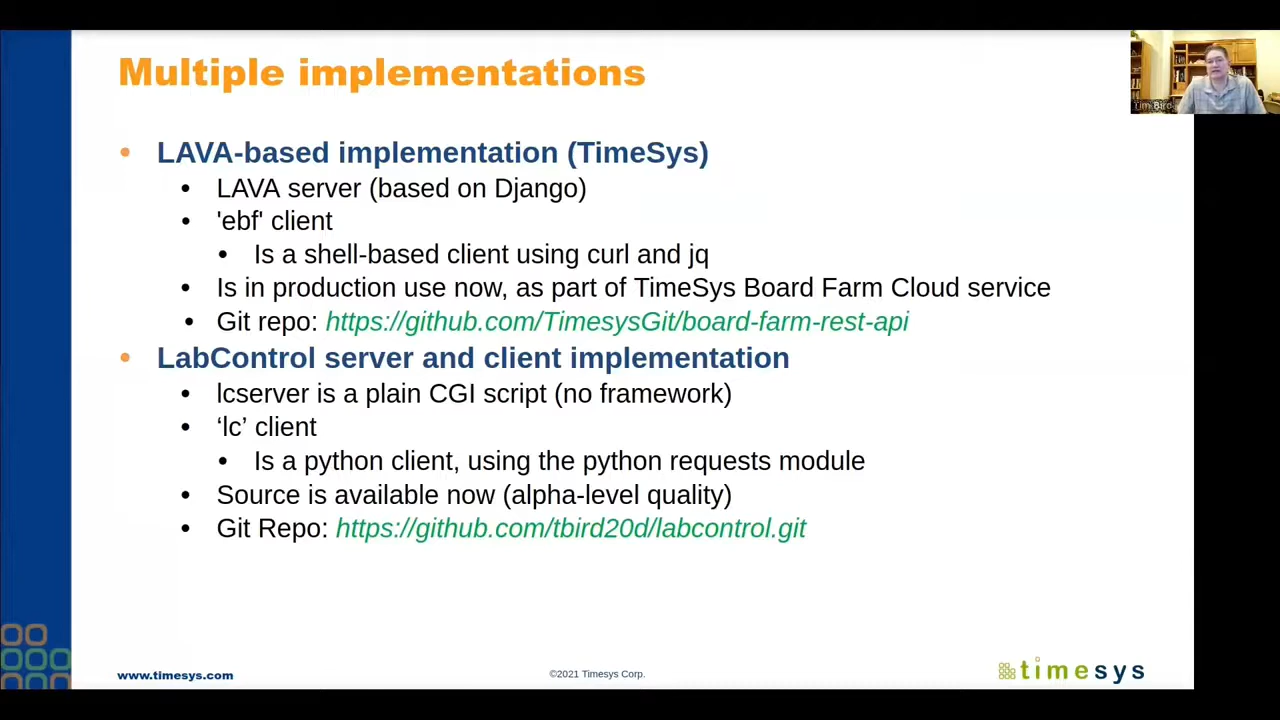 Multiple implementations
Tim Bird
• LAVA-based implementation (TimeSys)
• LAVA server (based on Django)
• 'ebf' client
• Is a shell-based client using curl and jq
• Is in production use now, as part of TimeSys Board Farm Cloud service
• Git repo: https://github.com/TimesysGit/board-farm-rest-api
• LabControl server and client implementation
• lcserver is a plain CGI script (no framework)
• ‘lc’ client
• Is a python client, using the python requests module
• Source is available now (alpha-level quality)
• Git Repo: https://github.com/tbird20d/labcontrol.git
www.timesys.com
©2021 Timesys Corp.
timesys